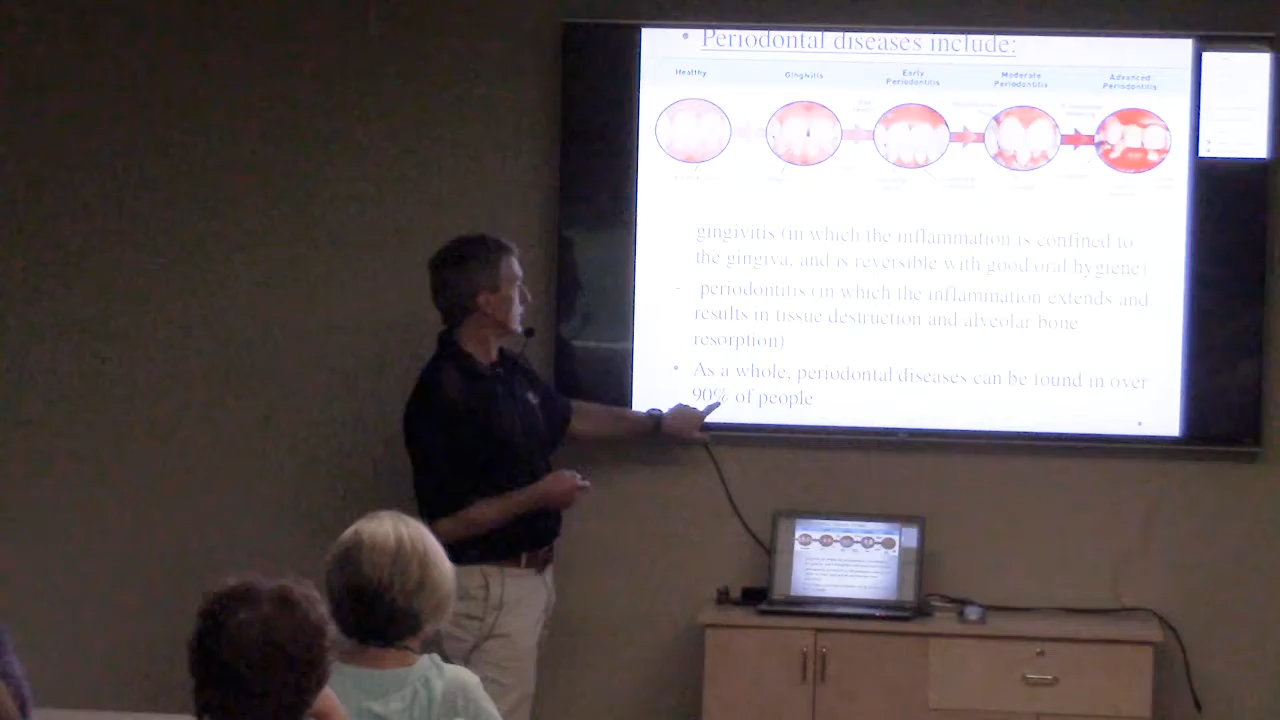 • Periodontal diseases include:
Healthy
Gingivitis
Early
Periodontitis
Moderate
Periodontitis
Advanced
Periodontitis
gingivitis (in which the inflammation is confined to
the gingiva, and is reversible with good oral hygiene)
- periodontitis (in which the inflammation extends and
results in tissue destruction and alveolar bone
resorption)
• As a whole, periodontal diseases can be found in over
90% of people